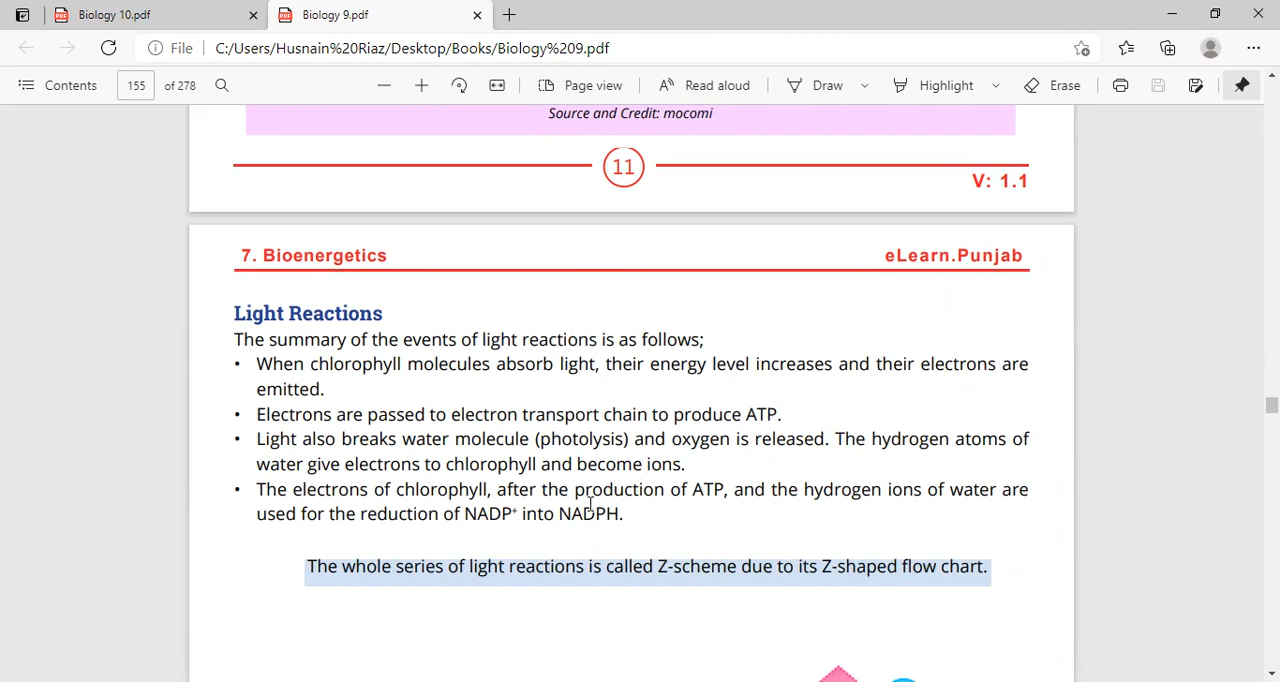 Biology 10.pdf
Biology 9.pdf
File
C:/Users/Husnain%20Riaz/Desktop/Books/Biology%209.pdf
Contents
155 of 278
Page view
Read aloud
Draw
Highlight
Erase
Source and Credit: mocomi
11
V: 1.1
7. Bioenergetics
eLearn.Punjab
Light Reactions
The summary of the events of light reactions is as follows;
• When chlorophyll molecules absorb light, their energy level increases and their electrons are
emitted.
• Electrons are passed to electron transport chain to produce ATP.
• Light also breaks water molecule (photolysis) and oxygen is released. The hydrogen atoms of
water give electrons to chlorophyll and become ions.
• The electrons of chlorophyll, after the production of ATP, and the hydrogen ions of water are
used for the reduction of NADP⁺ into NADPH.
The whole series of light reactions is called Z-scheme due to its Z-shaped flow chart.